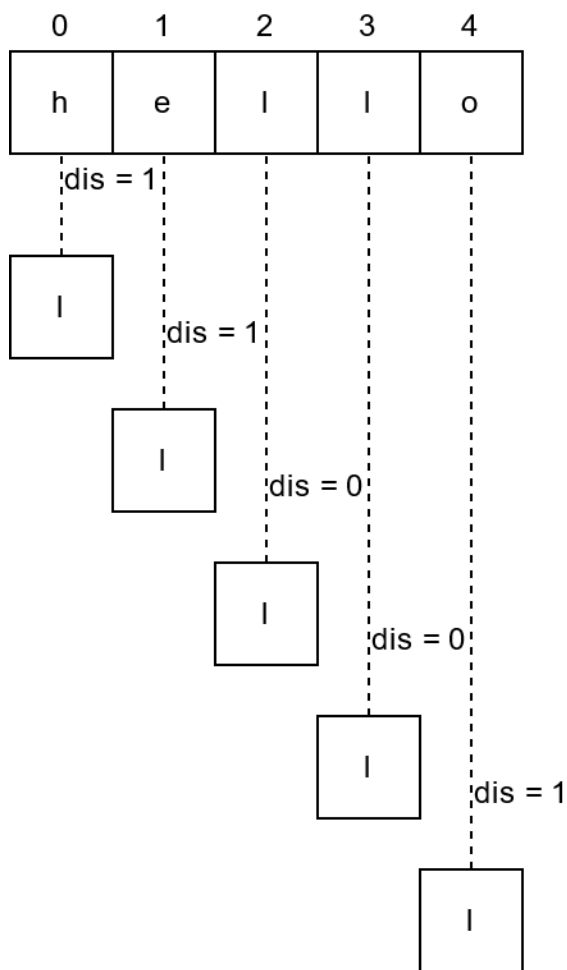 0 1 2 3 4
h e l l o
dis = 1
l
dis = 1
l
dis = 0
l
dis = 0
l
dis = 1
l